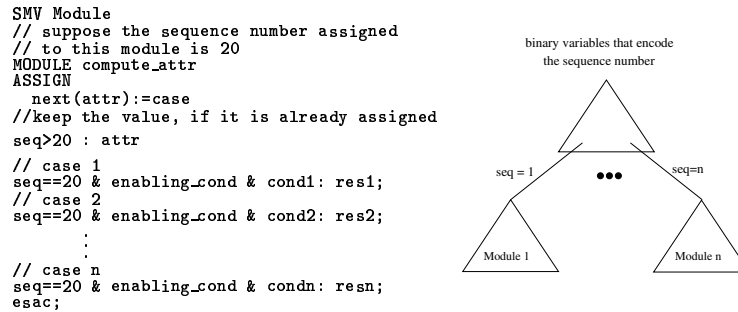 SMV Module
// suppose the sequence number assigned
// to this module is 20
MODULE compute_attr
ASSIGN
next(attr):=case
//keep the value, if it is already assigned
seq>20 : attr
// case 1
seq==20 & enabling_cond & cond1: res1;
// case 2
seq==20 & enabling_cond & cond2: res2;
.
.
.
// case n
seq==20 & enabling_cond & condn: resn;
esac;
binary variables that encode
the sequence number
seq = 1
seq=n
Module 1
Module n